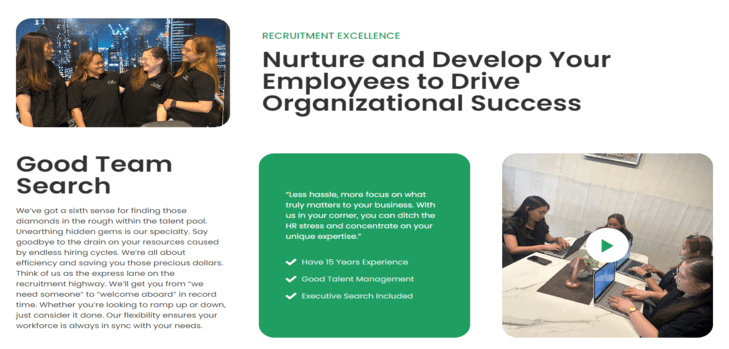 RECRUITMENT EXCELLENCE
Nurture and Develop Your
Employees to Drive
Organizational Success
Good Team
Search
We've got a sixth sense for finding those
diamonds in the rough within the talent pool.
Unearthing hidden gems is our specialty. Say
goodbye to the drain on your resources caused
by endless hiring cycles. We're all about
efficiency and saving you those precious dollars.
Think of us as the express lane on the
recruitment highway. We'll get you from “we
need someone” to “welcome aboard” in record
time. Whether you're looking to ramp up or down,
just consider it done. Our flexibility ensures your
workforce is always in sync with your needs.
“Less hassle, more focus on what
truly matters to your business. With
us in your corner, you can ditch the
HR stress and concentrate on your
unique expertise.”
Have 15 Years Experience
Good Talent Management
Executive Search Included